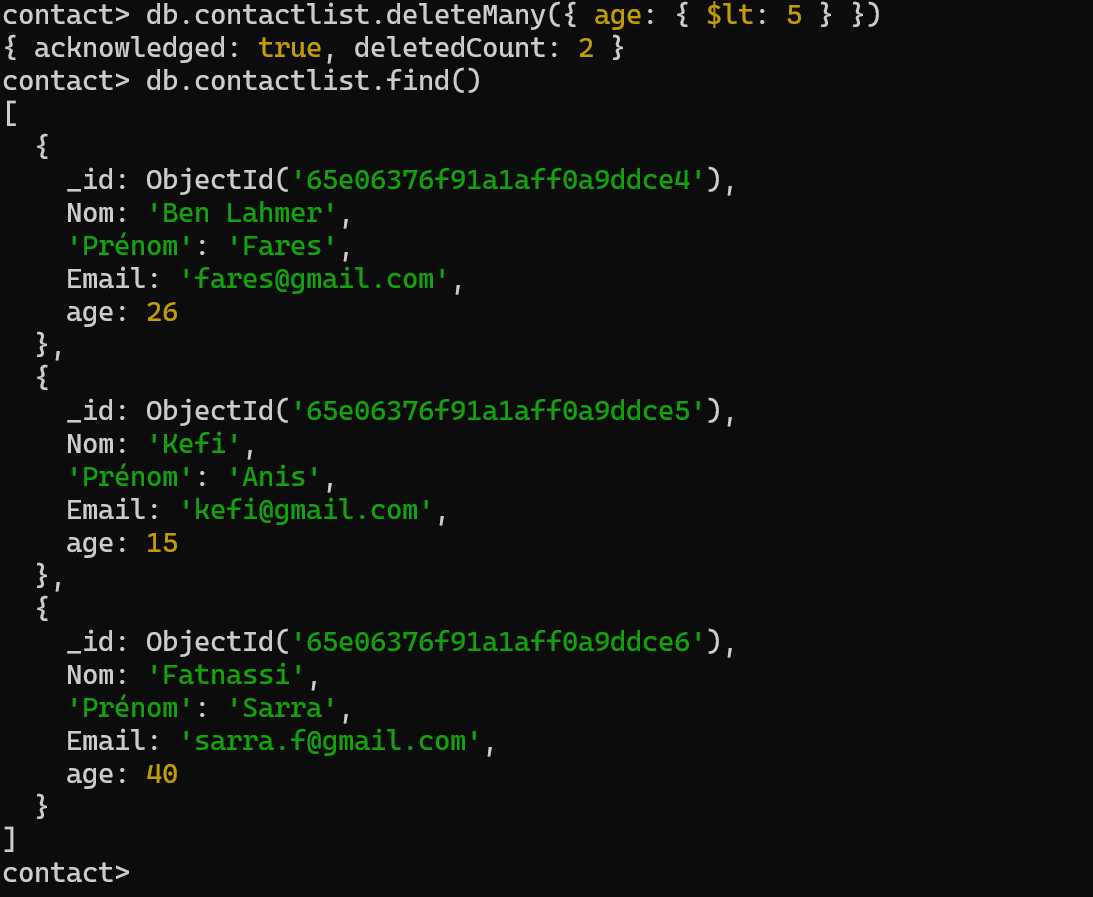 contact> db.contactlist.deleteMany({ age: { $lt: 5 } })
{ acknowledged: true, deletedCount: 2 }
contact> db.contactlist.find()
[
  {
    _id: ObjectId('65e06376f91a1aff0a9ddce4'),
    Nom: 'Ben Lahmer',
    'Prénom': 'Fares',
    Email: 'fares@gmail.com',
    age: 26
  },
  {
    _id: ObjectId('65e06376f91a1aff0a9ddce5'),
    Nom: 'Kefi',
    'Prénom': 'Anis',
    Email: 'kefi@gmail.com',
    age: 15
  },
  {
    _id: ObjectId('65e06376f91a1aff0a9ddce6'),
    Nom: 'Fatnassi',
    'Prénom': 'Sarra',
    Email: 'sarra.f@gmail.com',
    age: 40
  }
]
contact>